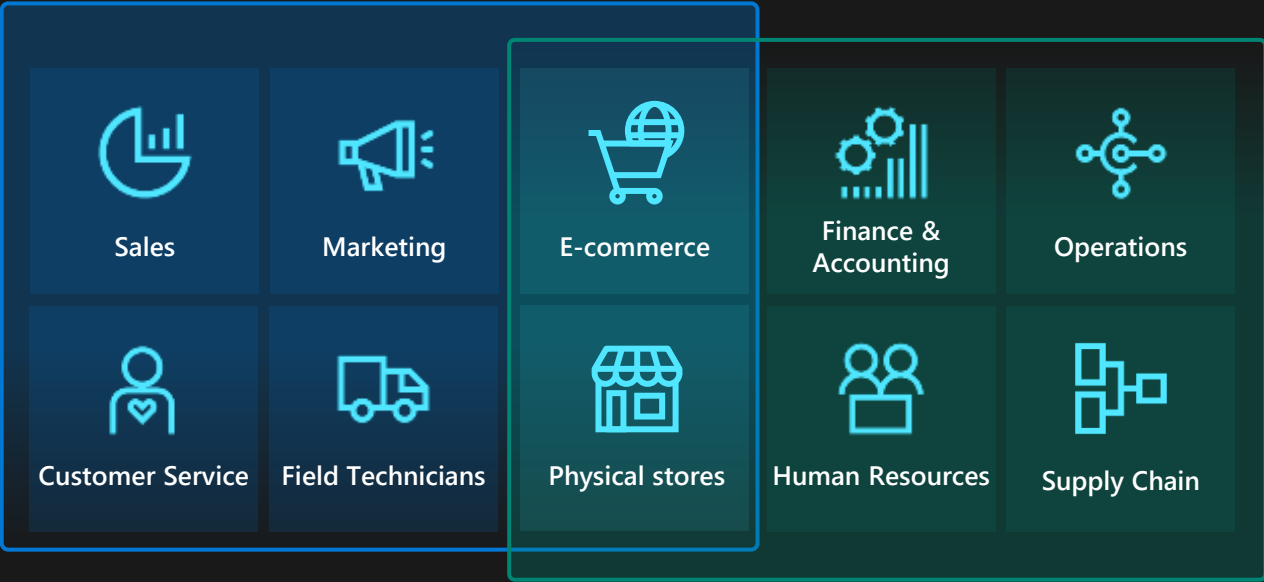 Sales
Marketing
E-commerce
Finance &
Accounting
Operations
Customer Service
Field Technicians
Physical stores
Human Resources
Supply Chain